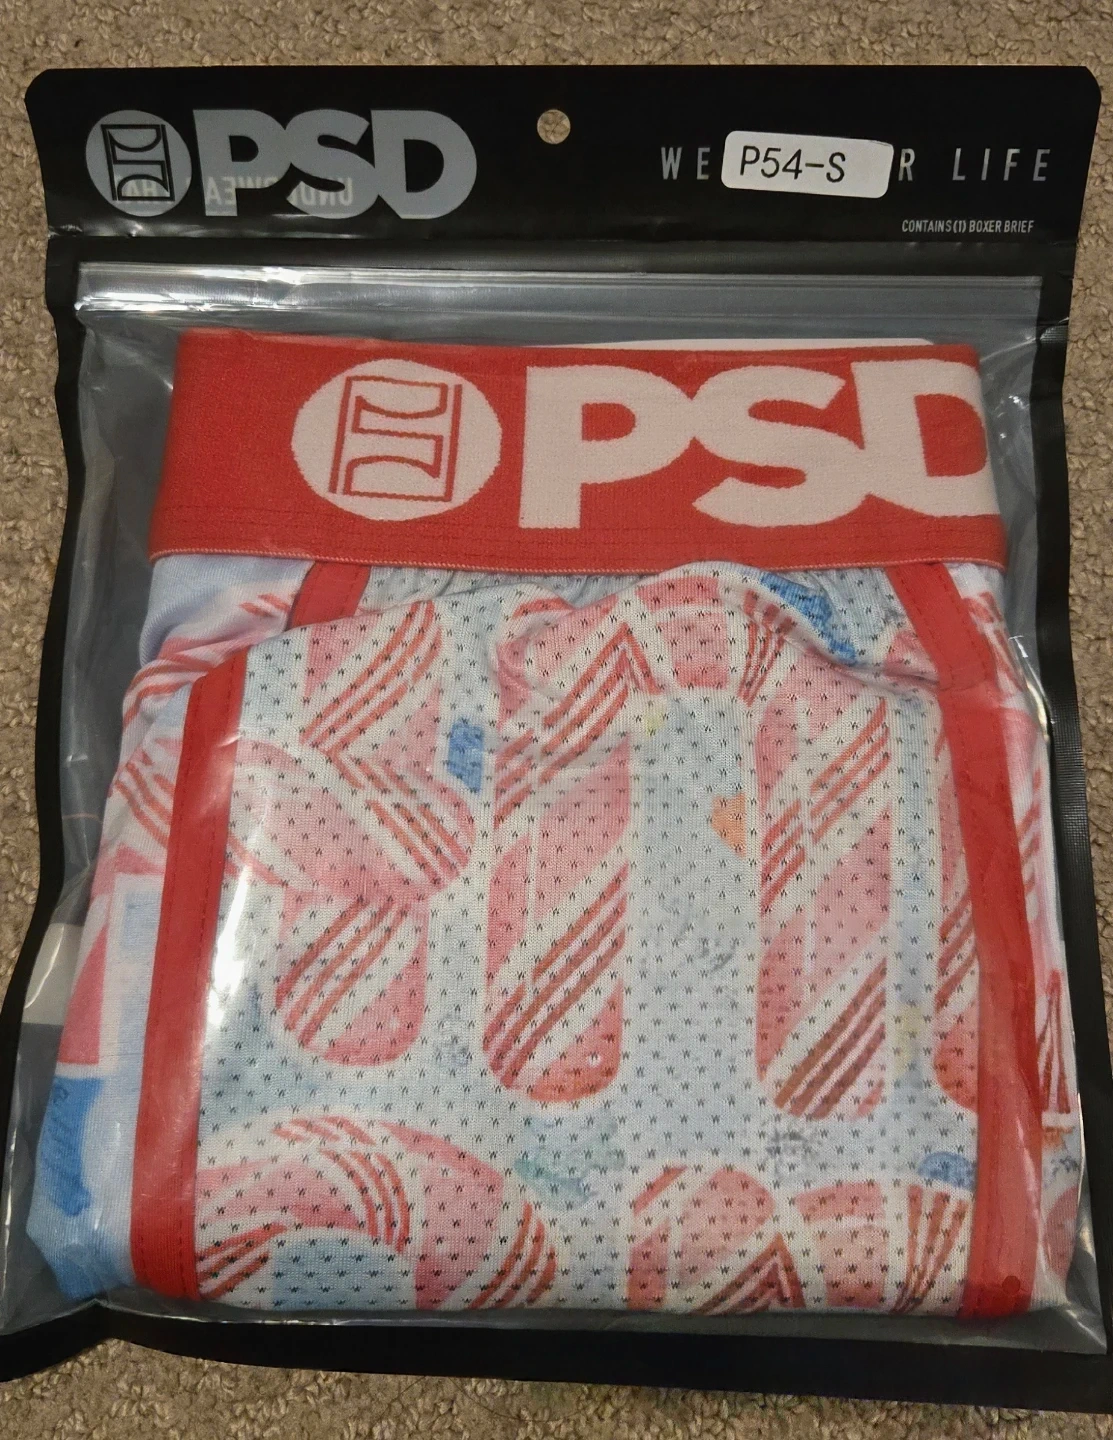 PSD
WE P54-S R LIFE
CONTAINS (1) BOXER BRIEF
PSD